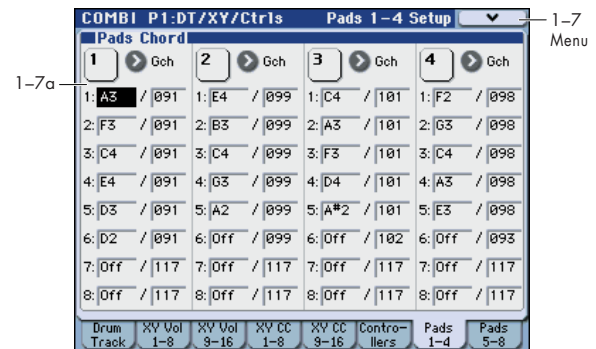 COMBI P1:DT/XY/Ctrls Pads 1-4 Setup
1–7
Menu
Pads Chord
1 Gch 2 Gch 3 Gch 4 Gch
1–7a
1: A3 / 091 1: E4 / 099 1: C4 / 101 1: F2 / 098
2: F3 / 091 2: B3 / 099 2: A3 / 101 2: G3 / 098
3: C4 / 091 3: C4 / 099 3: F3 / 101 3: C4 / 098
4: E4 / 091 4: G3 / 099 4: D4 / 101 4: A3 / 098
5: D3 / 091 5: A2 / 099 5: A#2 / 101 5: E3 / 098
6: D2 / 091 6: Off / 099 6: Off / 102 6: Off / 093
7: Off / 117 7: Off / 117 7: Off / 117 7: Off / 117
8: Off / 117 8: Off / 117 8: Off / 117 8: Off / 117
Drum Track XY Vol 1-8 XY Vol 9-16 XY CC 1-8 XY CC 9-16 Contro-llers Pads 1-4 Pads 5-8